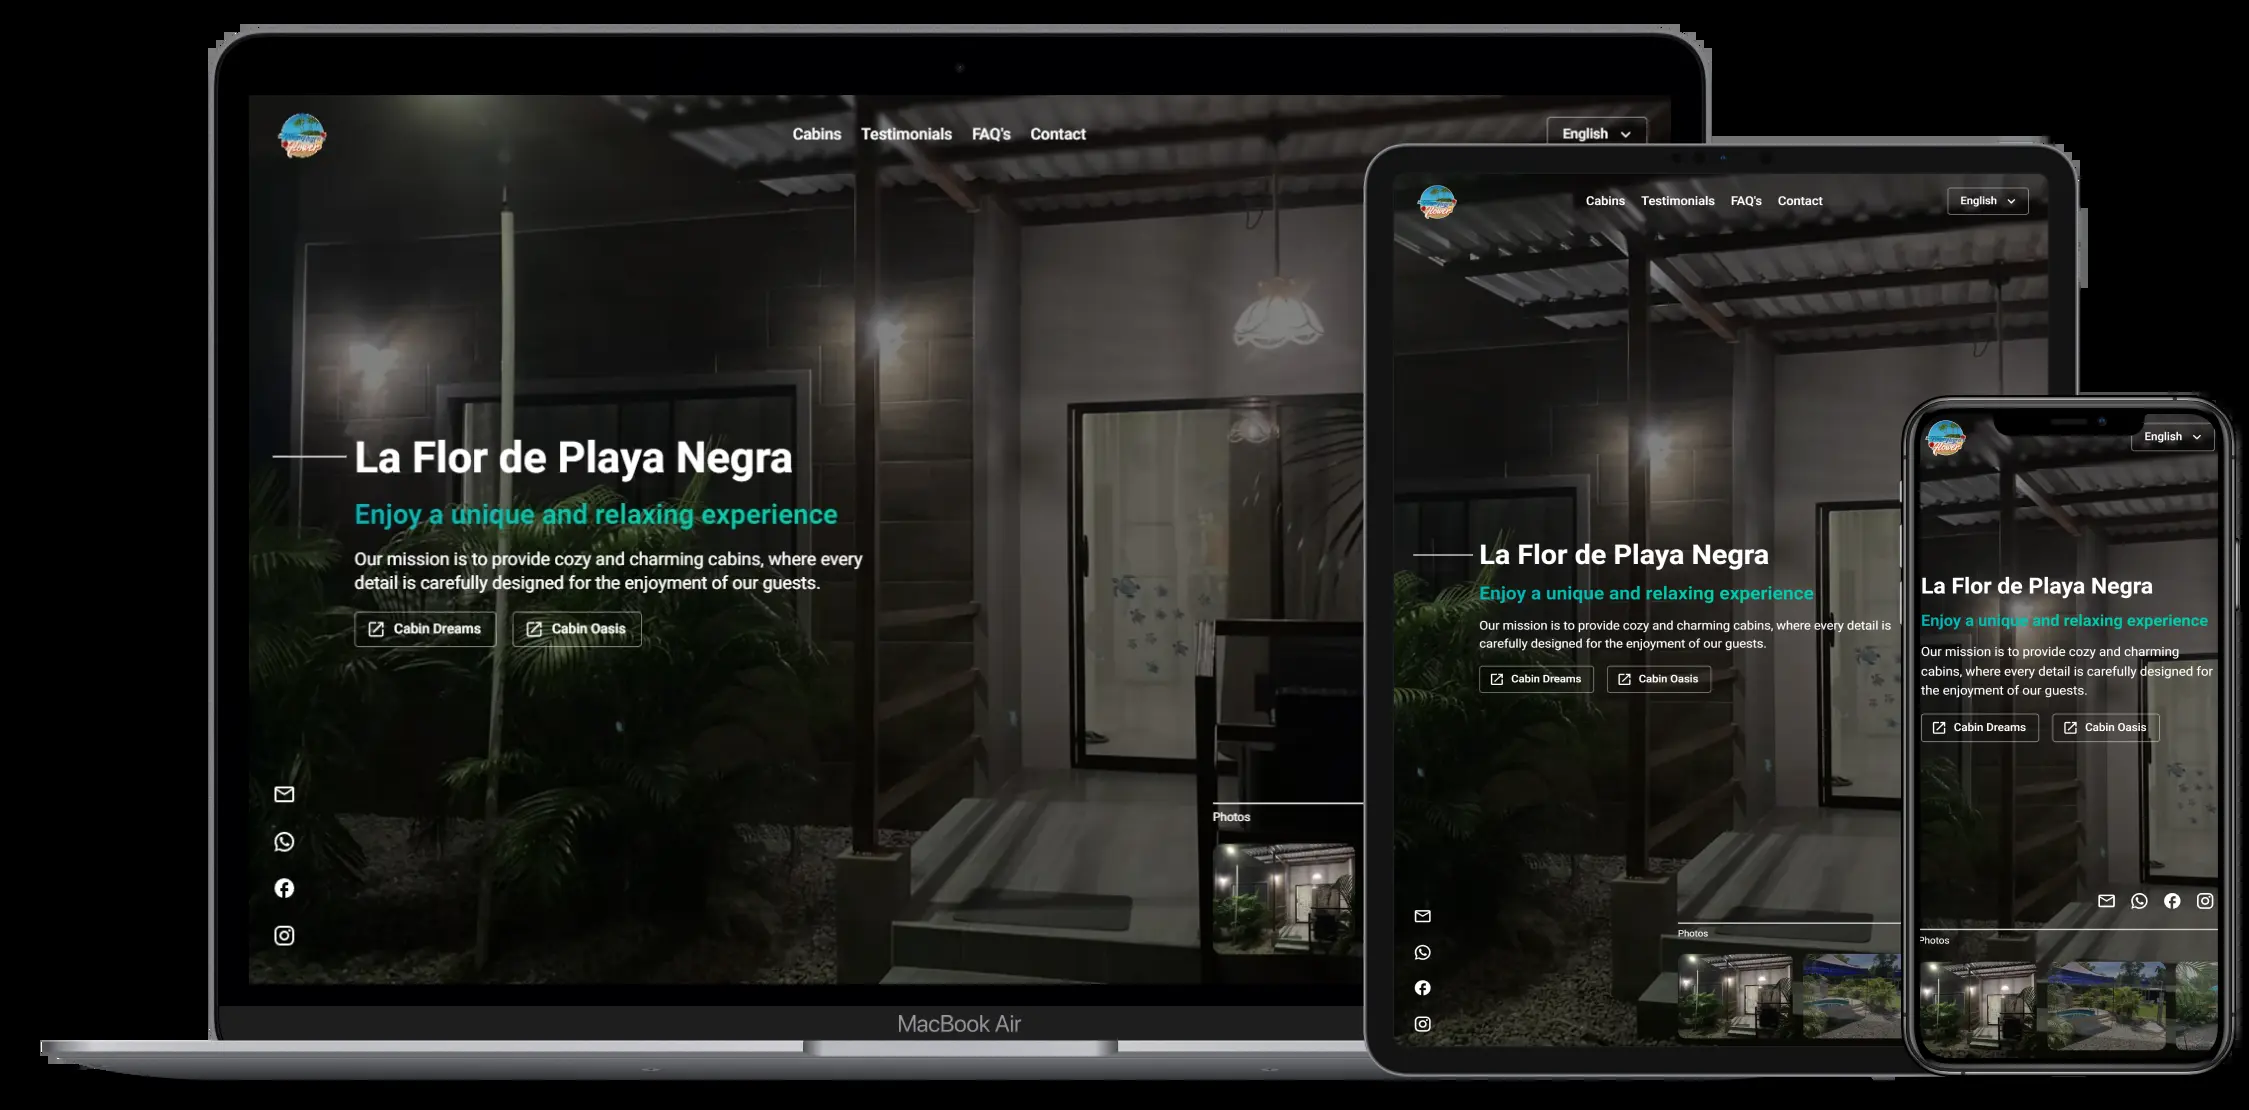 Cabins Testimonials FAQ's Contact
English
La Flor de Playa Negra
Enjoy a unique and relaxing experience
Our mission is to provide cozy and charming cabins, where every
detail is carefully designed for the enjoyment of our guests.
Cabin Dreams Cabin Oasis
Photos
MacBook Air
flower
Cabins Testimonials FAQ's Contact
English
La Flor de Playa Negra
Enjoy a unique and relaxing experience
Our mission is to provide cozy and charming cabins, where every detail is
carefully designed for the enjoyment of our guests.
Cabin Dreams Cabin Oasis
Photos
English
La Flor de Playa Negra
Enjoy a unique and relaxing experience
Our mission is to provide cozy and charming
cabins, where every detail is carefully designed for
the enjoyment of our guests.
Cabin Dreams Cabin Oasis
Photos